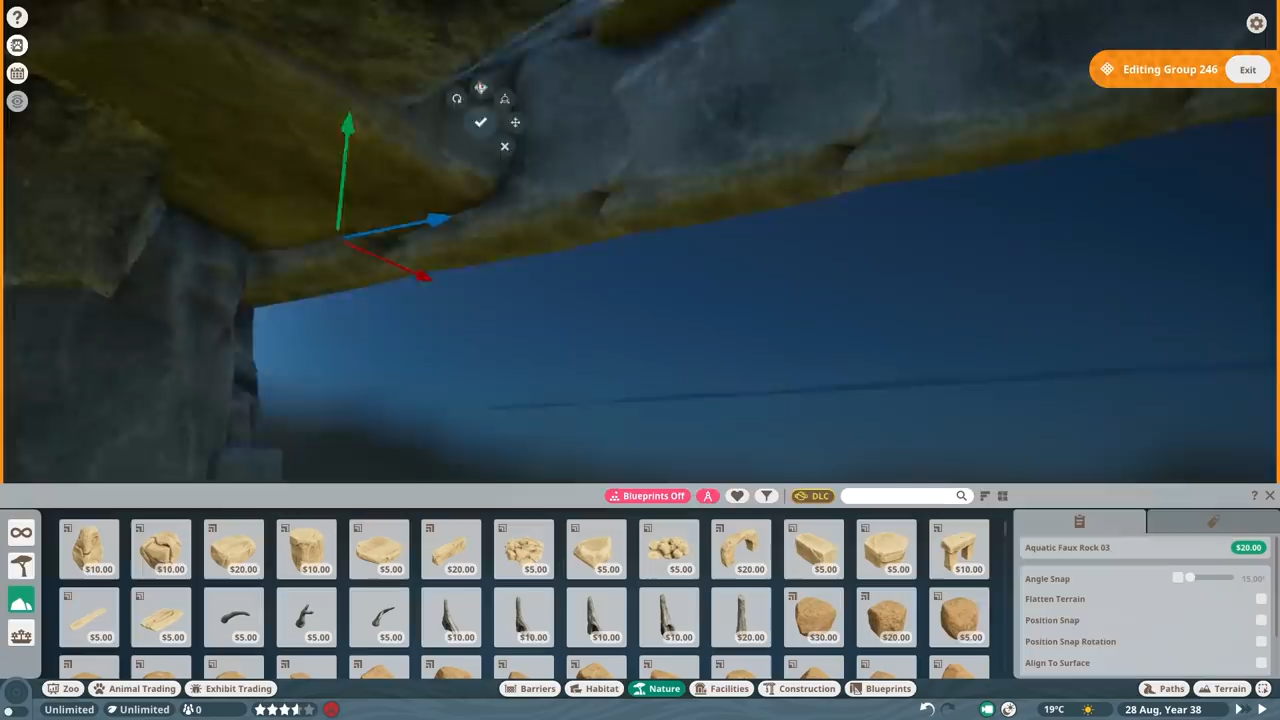 ?
Editing Group 246 Exit
Blueprints Off DLC ? ×
$10.00 $10.00 $20.00 $10.00 $5.00 $20.00 $5.00 $5.00 $5.00 $20.00 $5.00 $5.00 $10.00
$5.00 $5.00 $5.00 $5.00 $5.00 $10.00 $10.00 $10.00 $10.00 $20.00 $30.00 $20.00 $5.00
Aquatic Faux Rock 03 $20.00
Angle Snap 15.00°
Flatten Terrain
Position Snap
Position Snap Rotation
Align To Surface
Zoo Animal Trading Exhibit Trading Barriers Habitat Nature Facilities Construction Blueprints Paths Terrain
Unlimited Unlimited 0 19°C 28 Aug, Year 38